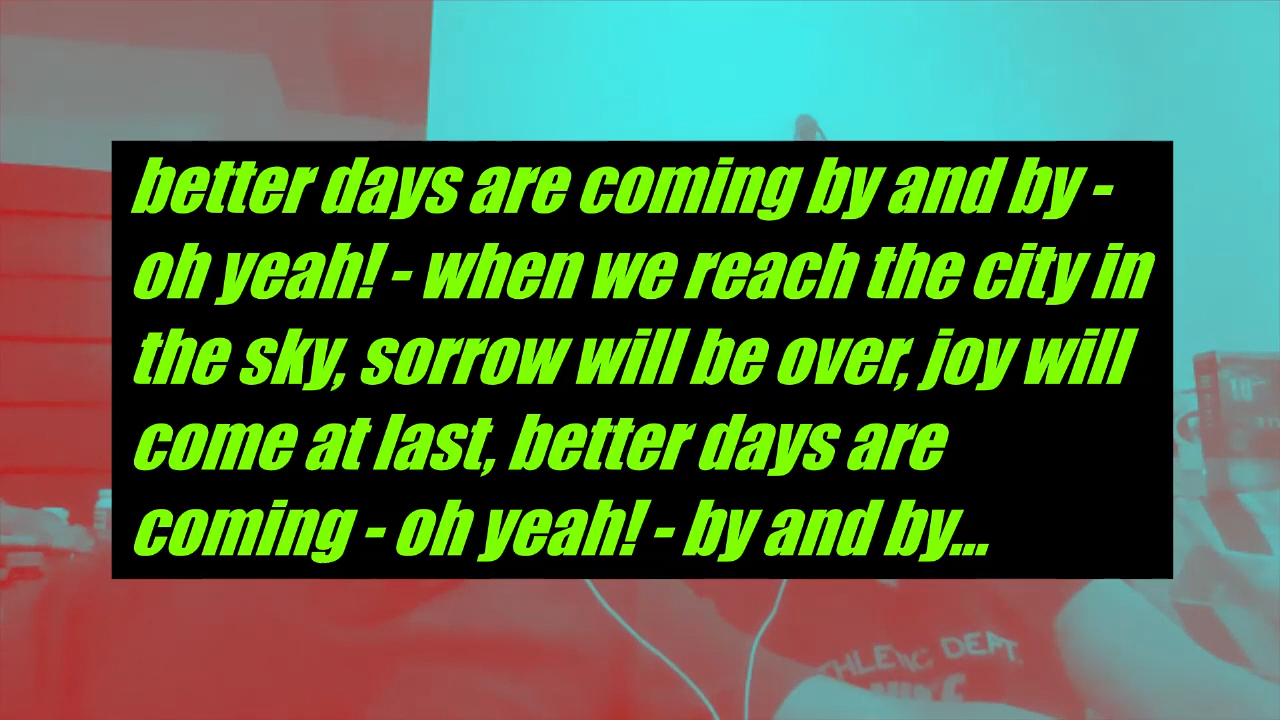 better days are coming by and by -
oh yeah! - when we reach the city in
the sky, sorrow will be over, joy will
come at last, better days are
coming - oh yeah! - by and by...
DEPT.